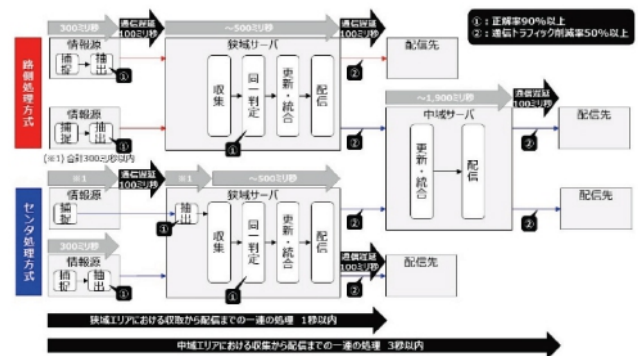 300ミリ秒
通信遅延
100ミリ秒
～500ミリ秒
通信遅延
100ミリ秒
①：正解率90%以上
②：通信トラフィック削減率50%以上
路側処理方式
情報源
捕捉
抽出
①
狭域サーバ
収集
同一判定
更新・統合
配信
①
②
配信先
情報源
捕捉
抽出
①
②
～1,900ミリ秒
通信遅延
100ミリ秒
中域サーバ
更新・統合
配信
②
配信先
(※1) 合計300ミリ秒以内
センタ処理方式
※1
通信遅延
100ミリ秒
※1
～500ミリ秒
情報源
捕捉
狭域サーバ
抽出
①
収集
同一判定
更新・統合
配信
①
②
②
配信先
300ミリ秒
情報源
捕捉
抽出
①
通信遅延
100ミリ秒
②
配信先
狭域エリアにおける収取から配信までの一連の処理 1秒以内
中域エリアにおける収集から配信までの一連の処理 3秒以内